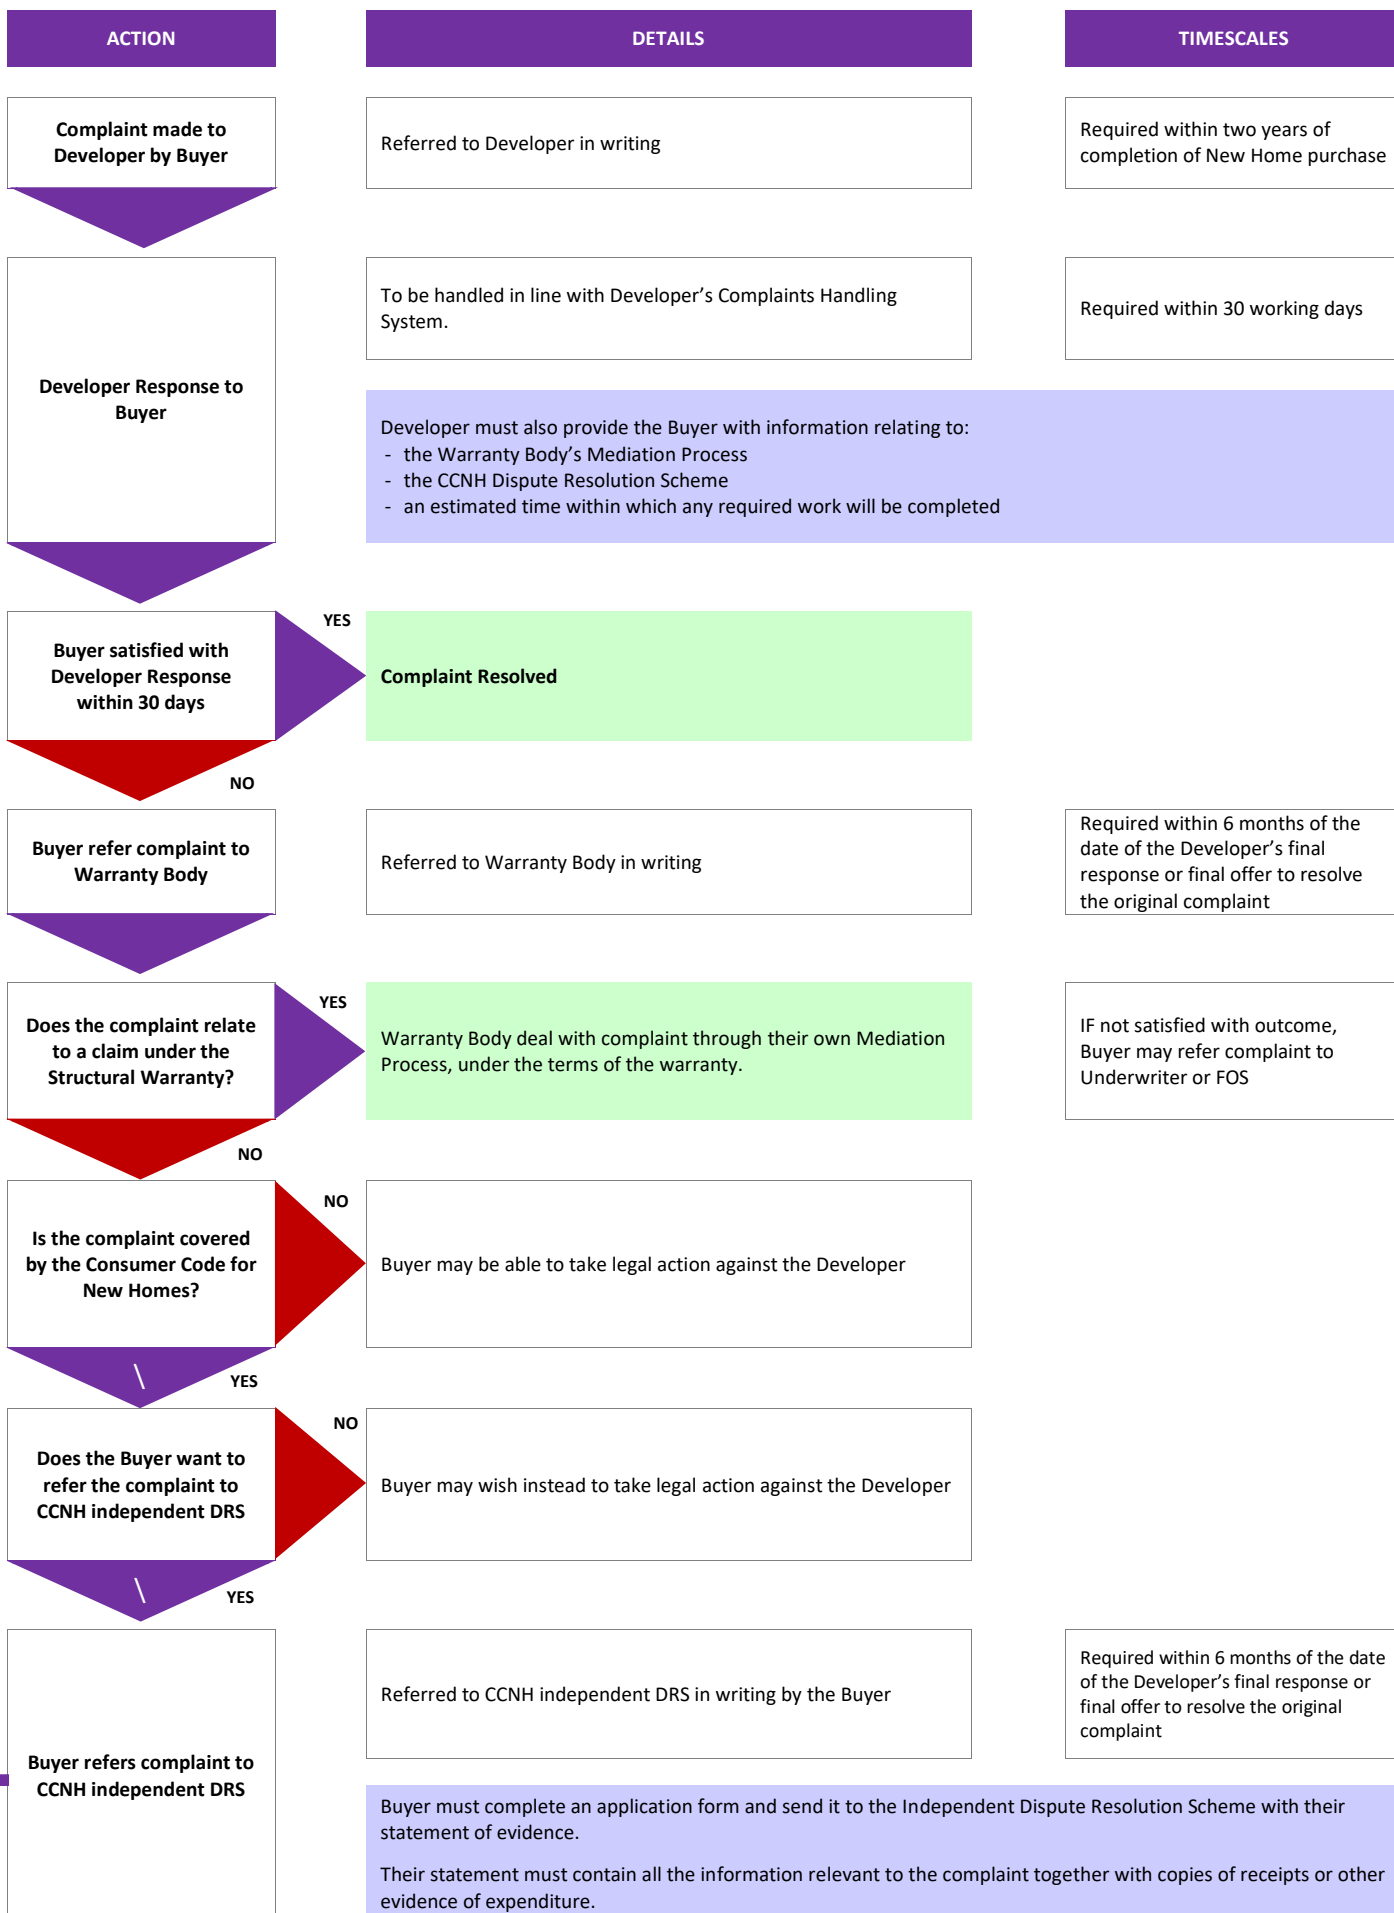 ACTION
DETAILS
TIMESCALES
Complaint made to
Developer by Buyer
Referred to Developer in writing
Required within two years of
completion of New Home purchase
Developer Response to
Buyer
To be handled in line with Developer’s Complaints Handling
System.
Required within 30 working days
Developer must also provide the Buyer with information relating to:
- the Warranty Body’s Mediation Process
- the CCNH Dispute Resolution Scheme
- an estimated time within which any required work will be completed
Buyer satisfied with
Developer Response
within 30 days
YES
Complaint Resolved
NO
Buyer refer complaint to
Warranty Body
Referred to Warranty Body in writing
Required within 6 months of the
date of the Developer’s final
response or final offer to resolve
the original complaint
Does the complaint relate
to a claim under the
Structural Warranty?
YES
Warranty Body deal with complaint through their own Mediation
Process, under the terms of the warranty.
IF not satisfied with outcome,
Buyer may refer complaint to
Underwriter or FOS
NO
Is the complaint covered
by the Consumer Code for
New Homes?
NO
Buyer may be able to take legal action against the Developer
\
YES
Does the Buyer want to
refer the complaint to
CCNH independent DRS
NO
Buyer may wish instead to take legal action against the Developer
\
YES
Buyer refers complaint to
CCNH independent DRS
Referred to CCNH independent DRS in writing by the Buyer
Required within 6 months of the date
of the Developer’s final response or
final offer to resolve the original
complaint
Buyer must complete an application form and send it to the Independent Dispute Resolution Scheme with their
statement of evidence.
Their statement must contain all the information relevant to the complaint together with copies of receipts or other
evidence of expenditure.